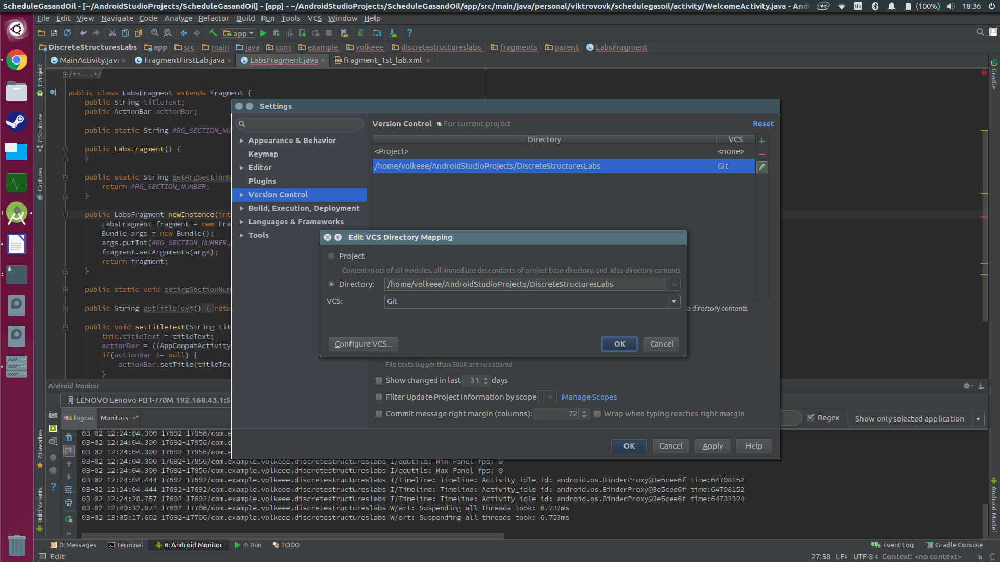 ScheduleGasandOil - [~/AndroidStudioProjects/ScheduleGasandOil] - [app] - ~/AndroidStudioProjects/ScheduleGasandOil/app/src/main/java/personal/viktrovovk/schedulegasoil/activity/WelcomeActivity.java - Andro
intel Uk (100%) 18:36
File Edit View Navigate Code Analyze Refactor Build Run Tools VCS Window Help
app
DiscreteStructuresLabs app src main java com example volkeee discretestructureslabs fragments parent LabsFragment
MainActivity.java FragmentFirstLab.java LabsFragment.java fragment_1st_lab.xml
1: Project
7: Structure
Captures
2: Favorites
Build Variants
Gradle
Android Model
/**...*/
public class LabsFragment extends Fragment {
public String titleText;
public ActionBar actionBar;
public static String ARG_SECTION_NU
public LabsFragment() {
}
public static String getArgSectionN
return ARG_SECTION_NUMBER;
}
public LabsFragment newInstance(int
LabsFragment fragment = new Fra
Bundle args = new Bundle();
args.putInt(ARG_SECTION_NUMBER,
fragment.setArguments(args);
return fragment;
}
public static void setArgSectionNum
public String getTitleText() { retu
public void setTitleText(String tit
this.titleText = titleText;
actionBar = ((AppCompatActivity
if(actionBar != null) {
actionBar.setTitle(titleTex
}
Settings
Appearance & Behavior
Keymap
Editor
Plugins
Version Control
Build, Execution, Deployment
Languages & Frameworks
Tools
Version Control For current project Reset
Directory VCS
<Project> <none>
/home/volkeee/AndroidStudioProjects/DiscreteStructuresLabs Git
a directory contents
Edit VCS Directory Mapping
Project
Content roots of all modules, all immediate descendants of project base directory, and .idea directory contents
Directory: /home/volkeee/AndroidStudioProjects/DiscreteStructuresLabs ...
VCS: Git
Configure VCS... OK Cancel
File texts bigger than 500K are not stored
Show changed in last 31 days
Filter Update Project information by scope Manage Scopes
Commit message right margin (columns): 72 Wrap when typing reaches right margin
OK Cancel Apply Help
Android Monitor
LENOVO Lenovo PB1-770M 192.168.43.1:5
logcat Monitors
Regex Show only selected application
03-02 12:24:04.300 17692-17856/com.e
03-02 12:24:04.300 17692-17856/com.e
03-02 12:24:04.300 17692-17856/com.e
03-02 12:24:04.300 17692-17856/com.example.volkeee.discretestructureslabs I/qdutils: Min Panel fps: 0
03-02 12:24:04.300 17692-17856/com.example.volkeee.discretestructureslabs I/qdutils: Max Panel fps: 0
03-02 12:24:04.444 17692-17692/com.example.volkeee.discretestructureslabs I/Timeline: Timeline: Activity_idle id: android.os.BinderProxy@3e5cee6f time:64708152
03-02 12:24:04.444 17692-17692/com.example.volkeee.discretestructureslabs I/Timeline: Timeline: Activity_idle id: android.os.BinderProxy@3e5cee6f time:64708152
03-02 12:24:28.757 17692-17692/com.example.volkeee.discretestructureslabs I/Timeline: Timeline: Activity_idle id: android.os.BinderProxy@3e5cee6f time:64732324
03-02 12:49:32.071 17692-17706/com.example.volkeee.discretestructureslabs W/art: Suspending all threads took: 6.737ms
03-02 13:05:17.602 17692-17706/com.example.volkeee.discretestructureslabs W/art: Suspending all threads took: 6.753ms
0: Messages Terminal 6: Android Monitor 4: Run TODO 6 Event Log Gradle Console
Edit 27:58 LF UTF-8 Context: <no context>